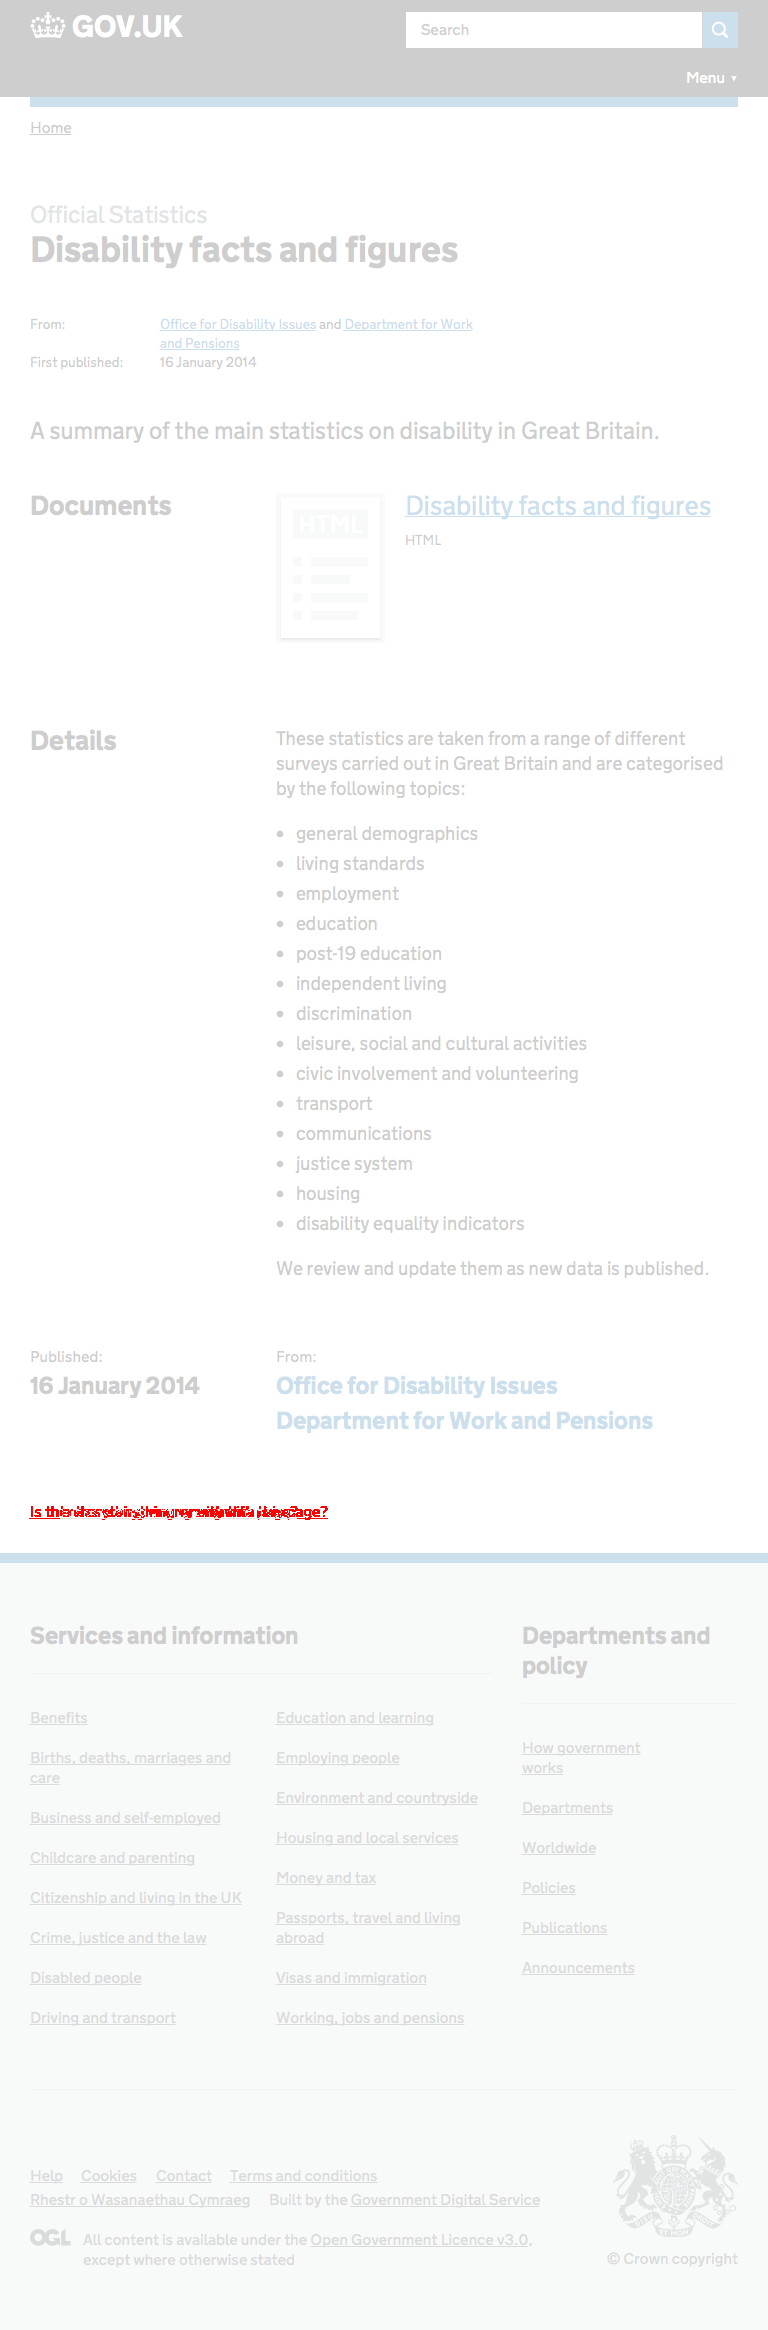 GOV.UK
Search
Menu ▼
Home
Official Statistics
Disability facts and figures
From: Office for Disability Issues and Department for Work
and Pensions
First published: 16 January 2014
A summary of the main statistics on disability in Great Britain.
Documents
HTML
Disability facts and figures
HTML
Details
These statistics are taken from a range of different
surveys carried out in Great Britain and are categorised
by the following topics:
• general demographics
• living standards
• employment
• education
• post-19 education
• independent living
• discrimination
• leisure, social and cultural activities
• civic involvement and volunteering
• transport
• communications
• justice system
• housing
• disability equality indicators
We review and update them as new data is published.
Published:
16 January 2014
From:
Office for Disability Issues
Department for Work and Pensions
Services and information
Benefits
Births, deaths, marriages and
care
Business and self-employed
Childcare and parenting
Citizenship and living in the UK
Crime, justice and the law
Disabled people
Driving and transport
Education and learning
Employing people
Environment and countryside
Housing and local services
Money and tax
Passports, travel and living
abroad
Visas and immigration
Working, jobs and pensions
Departments and
policy
How government
works
Departments
Worldwide
Policies
Publications
Announcements
Help Cookies Contact Terms and conditions
Rhestr o Wasanaethau Cymraeg Built by the Government Digital Service
OGL All content is available under the Open Government Licence v3.0,
except where otherwise stated
© Crown copyright